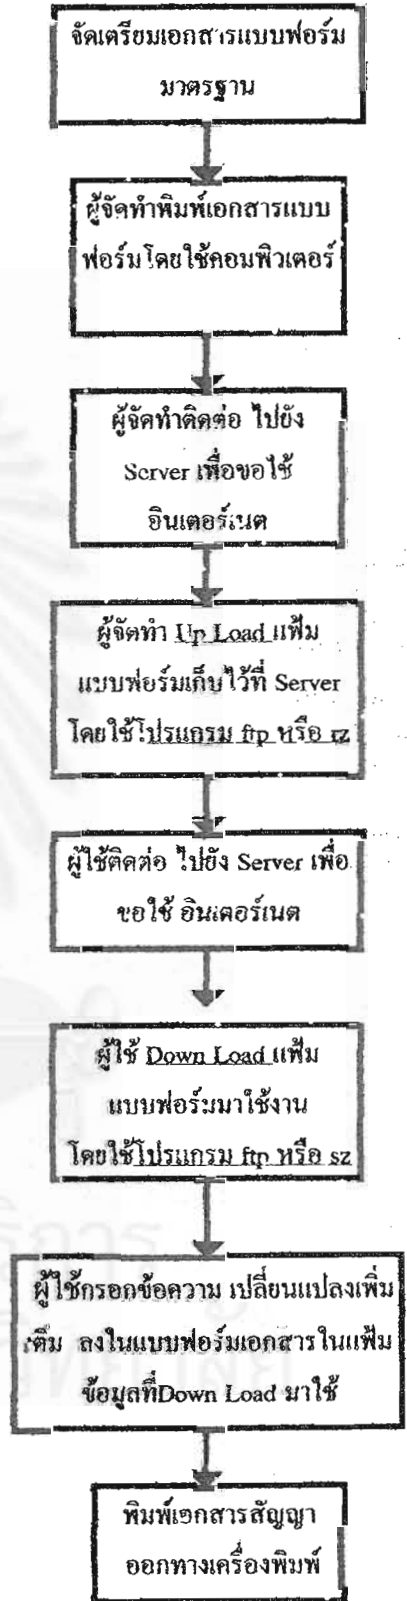 จัดเตรียมเอกสารแบบฟอร์ม
มาตรฐาน
ผู้จัดทำพิมพ์เอกสารแบบ
ฟอร์มโดยใช้คอมพิวเตอร์
ผู้จัดทำติดต่อ ไปยัง
Server เพื่อขอใช้
อินเตอร์เนต
ผู้จัดทำ Up Load แฟ้ม
แบบฟอร์มเก็บไว้ที่ Server
โดยใช้โปรแกรม ftp หรือ rz
ผู้ใช้ติดต่อ ไปยัง Server เพื่อ
ขอใช้ อินเตอร์เนต
ผู้ใช้ Down Load แฟ้ม
แบบฟอร์มมาใช้งาน
โดยใช้โปรแกรม ftp หรือ sz
ผู้ใช้กรอกข้อความ เปลี่ยนแปลงเพิ่ม
เติม ลงในแบบฟอร์มเอกสารในแฟ้ม
ข้อมูลที่Down Load มาใช้
พิมพ์เอกสารสัญญา
ออกทางเครื่องพิมพ์